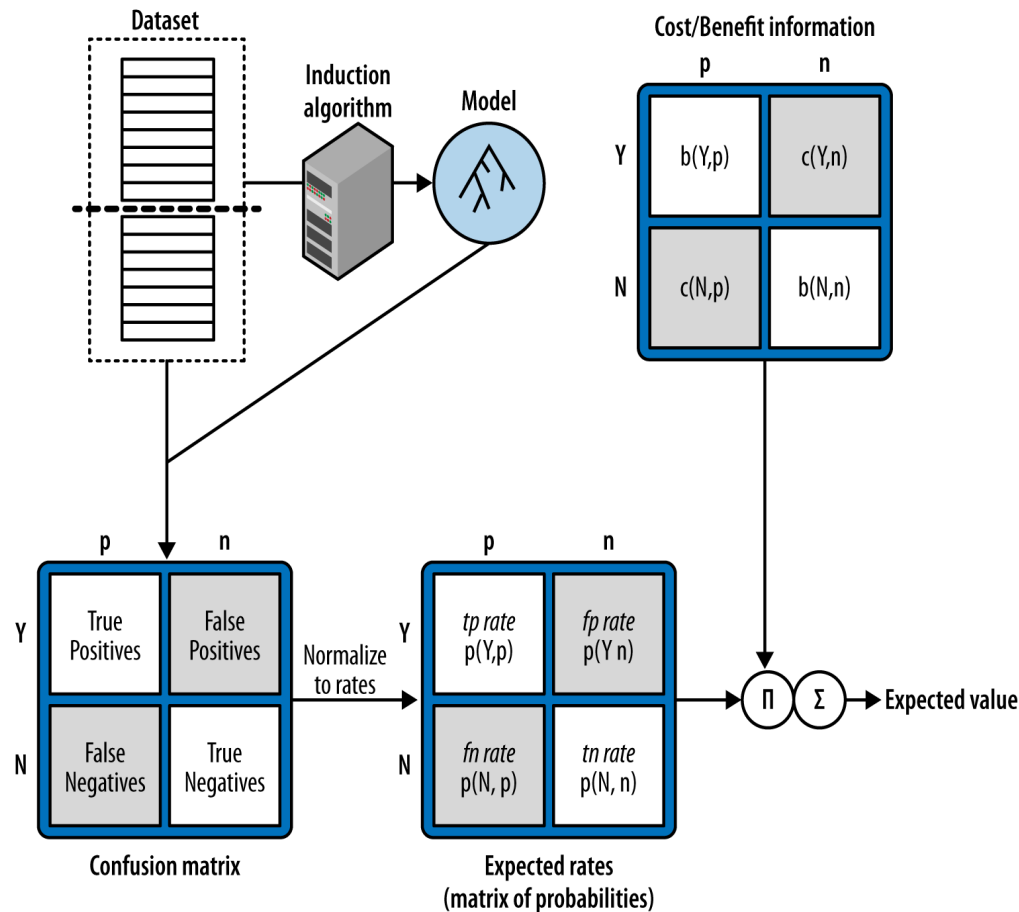 Dataset
Induction
algorithm
Model
Cost/Benefit information
p n
Y b(Y,p) c(Y,n)
N c(N,p) b(N,n)
p n
Y True
Positives
False
Positives
N False
Negatives
True
Negatives
Confusion matrix
Normalize
to rates
p n
Y tp rate
p(Y,p)
fp rate
p(Y n)
N fn rate
p(N, p)
tn rate
p(N, n)
Expected rates
(matrix of probabilities)
Π Σ
Expected value